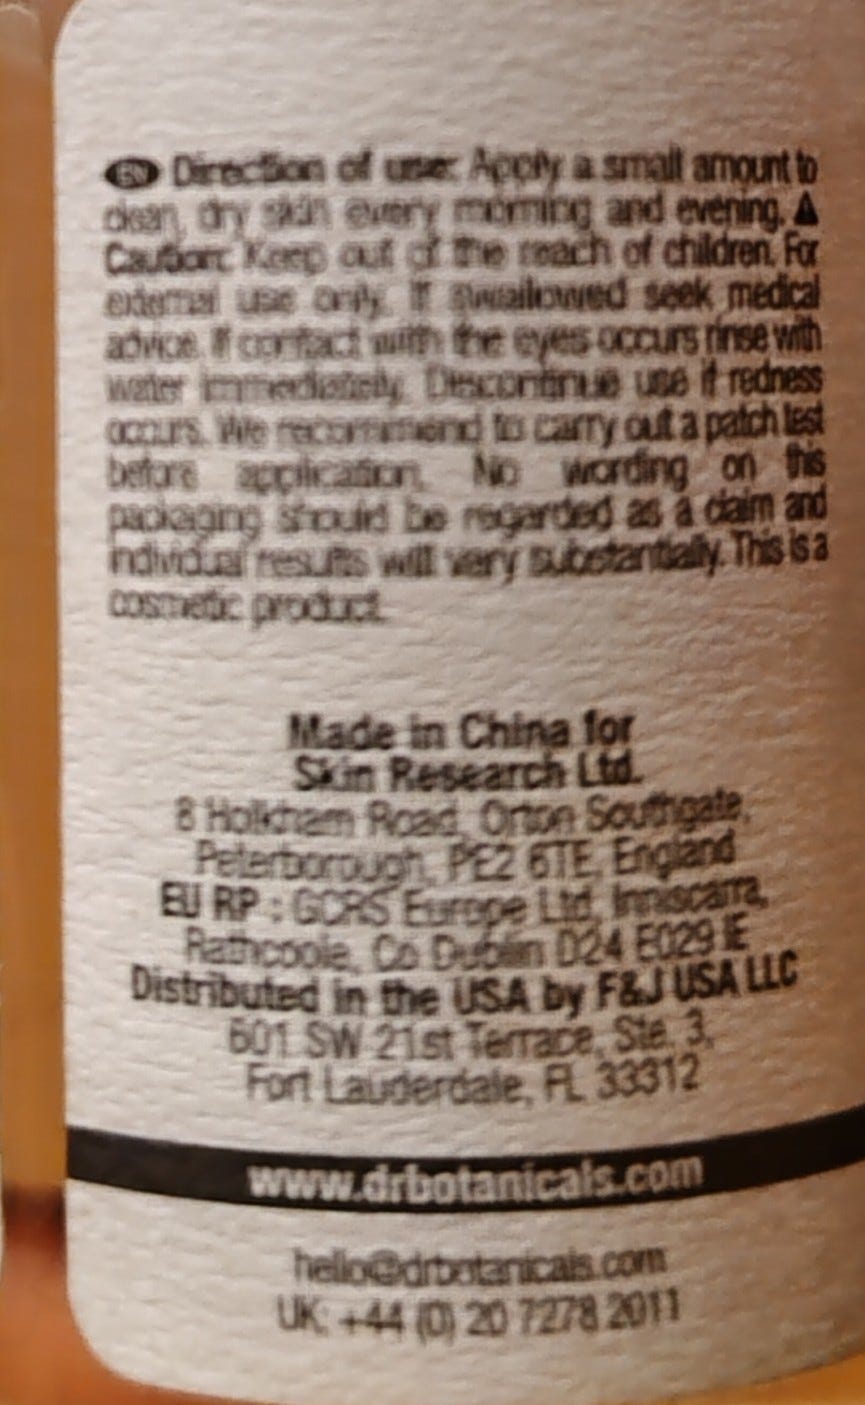 EN Direction of use: Apply a small amount to
clean, dry skin every morning and evening.
Caution: Keep out of the reach of children. For
external use only. If swallowed seek medical
advice. If contact with the eyes occurs rinse with
water immediately. Discontinue use if redness
occurs. We recommend to carry out a patch test
before application. No wording on this
packaging should be regarded as a claim and
individual results will very substantially. This is a
cosmetic product.
Made in China for
Skin Research Ltd.
8 Holkham Road, Orton Southgate,
Peterborough, PE2 6TE, England
EU RP : GCRS Europe Ltd, Inniscarra,
Rathcoole, Co Dublin D24 E029 IE
Distributed in the USA by F&J USA LLC
601 SW 21st Terrace, Ste. 3,
Fort Lauderdale, FL 33312
www.drbotanicals.com
hello@drbotanicals.com
UK: +44 (0) 20 7278 2011